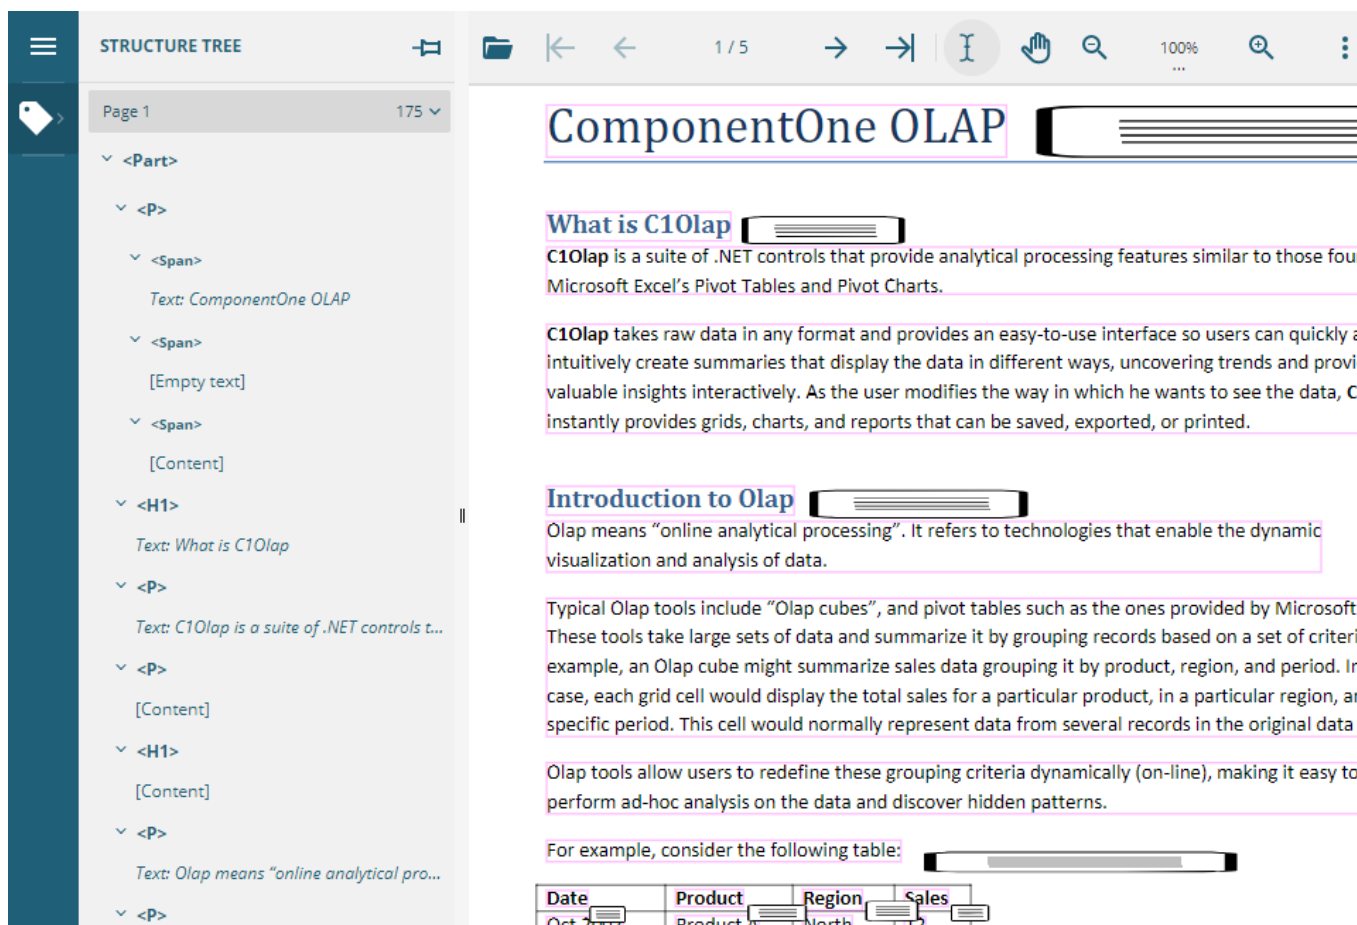 STRUCTURE TREE
1 / 5
100%
...
Page 1
175
<Part>
<P>
<Span>
Text: ComponentOne OLAP
<Span>
[Empty text]
<Span>
[Content]
<H1>
Text: What is C1Olap
<P>
Text: C1Olap is a suite of .NET controls t...
<P>
[Content]
<H1>
[Content]
<P>
Text: Olap means “online analytical pro...
<P>
ComponentOne OLAP
What is C1Olap
C1Olap is a suite of .NET controls that provide analytical processing features similar to those fou
Microsoft Excel’s Pivot Tables and Pivot Charts.
C1Olap takes raw data in any format and provides an easy-to-use interface so users can quickly a
intuitively create summaries that display the data in different ways, uncovering trends and provi
valuable insights interactively. As the user modifies the way in which he wants to see the data, C
instantly provides grids, charts, and reports that can be saved, exported, or printed.
Introduction to Olap
Olap means “online analytical processing”. It refers to technologies that enable the dynamic
visualization and analysis of data.
Typical Olap tools include “Olap cubes”, and pivot tables such as the ones provided by Microsoft
These tools take large sets of data and summarize it by grouping records based on a set of criteri
example, an Olap cube might summarize sales data grouping it by product, region, and period. In
case, each grid cell would display the total sales for a particular product, in a particular region, an
specific period. This cell would normally represent data from several records in the original data
Olap tools allow users to redefine these grouping criteria dynamically (on-line), making it easy to
perform ad-hoc analysis on the data and discover hidden patterns.
For example, consider the following table:
Date Product Region Sales
Oct Product North